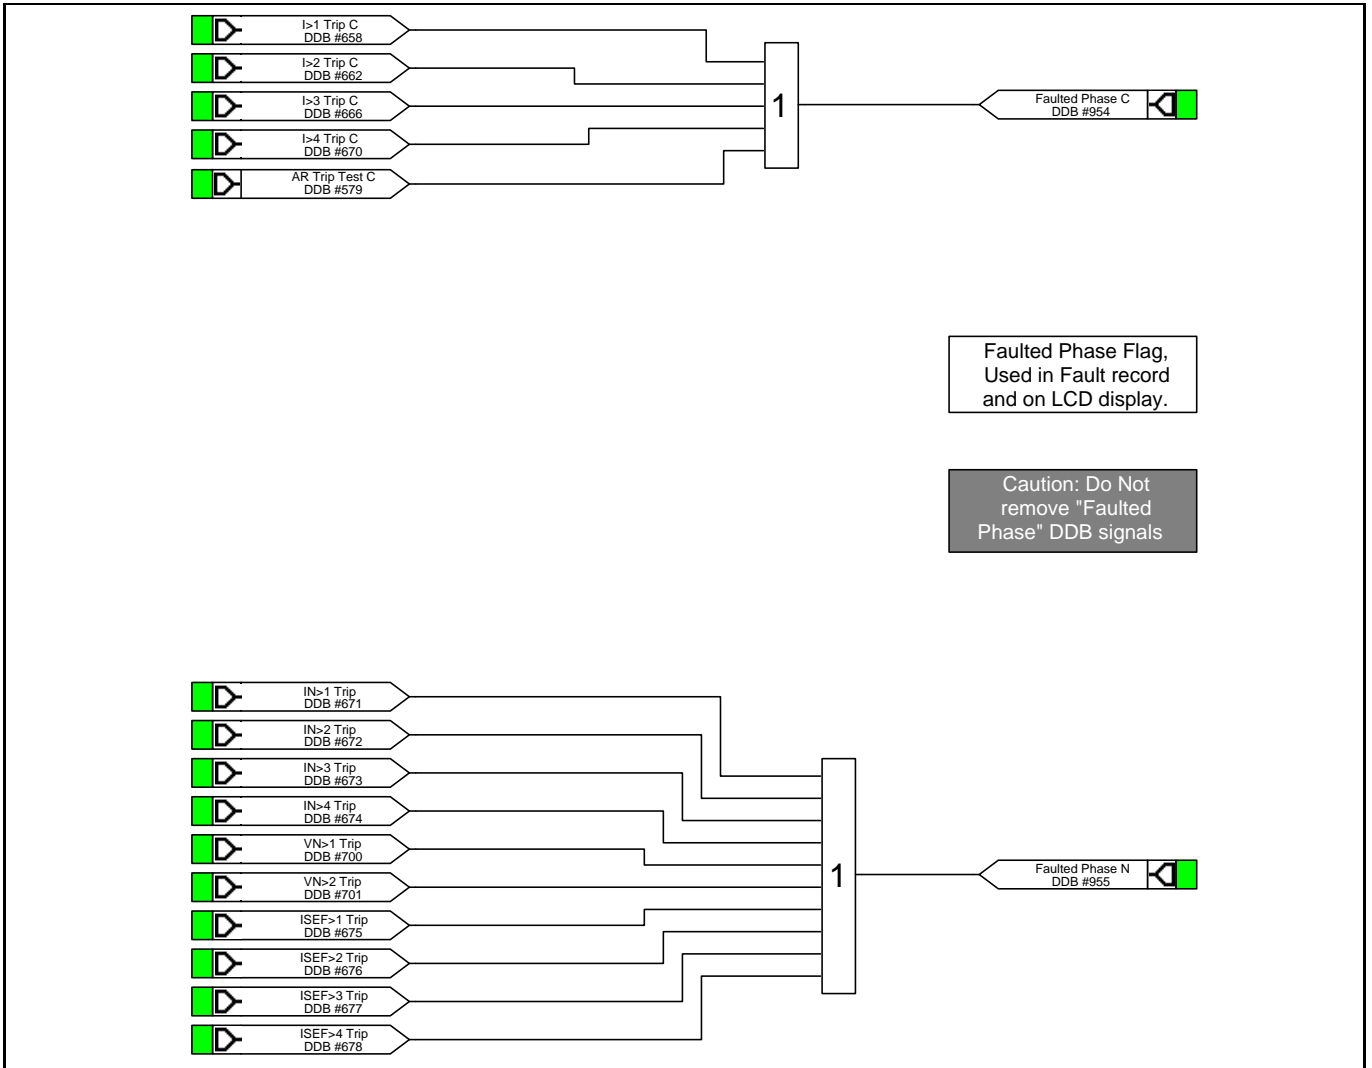 I>1 Trip C
DDB #658
I>2 Trip C
DDB #662
I>3 Trip C
DDB #666
I>4 Trip C
DDB #670
AR Trip Test C
DDB #579
1
Faulted Phase C
DDB #954
Faulted Phase Flag,
Used in Fault record
and on LCD display.
Caution: Do Not
remove "Faulted
Phase" DDB signals
IN>1 Trip
DDB #671
IN>2 Trip
DDB #672
IN>3 Trip
DDB #673
IN>4 Trip
DDB #674
VN>1 Trip
DDB #700
VN>2 Trip
DDB #701
ISEF>1 Trip
DDB #675
ISEF>2 Trip
DDB #676
ISEF>3 Trip
DDB #677
ISEF>4 Trip
DDB #678
1
Faulted Phase N
DDB #955